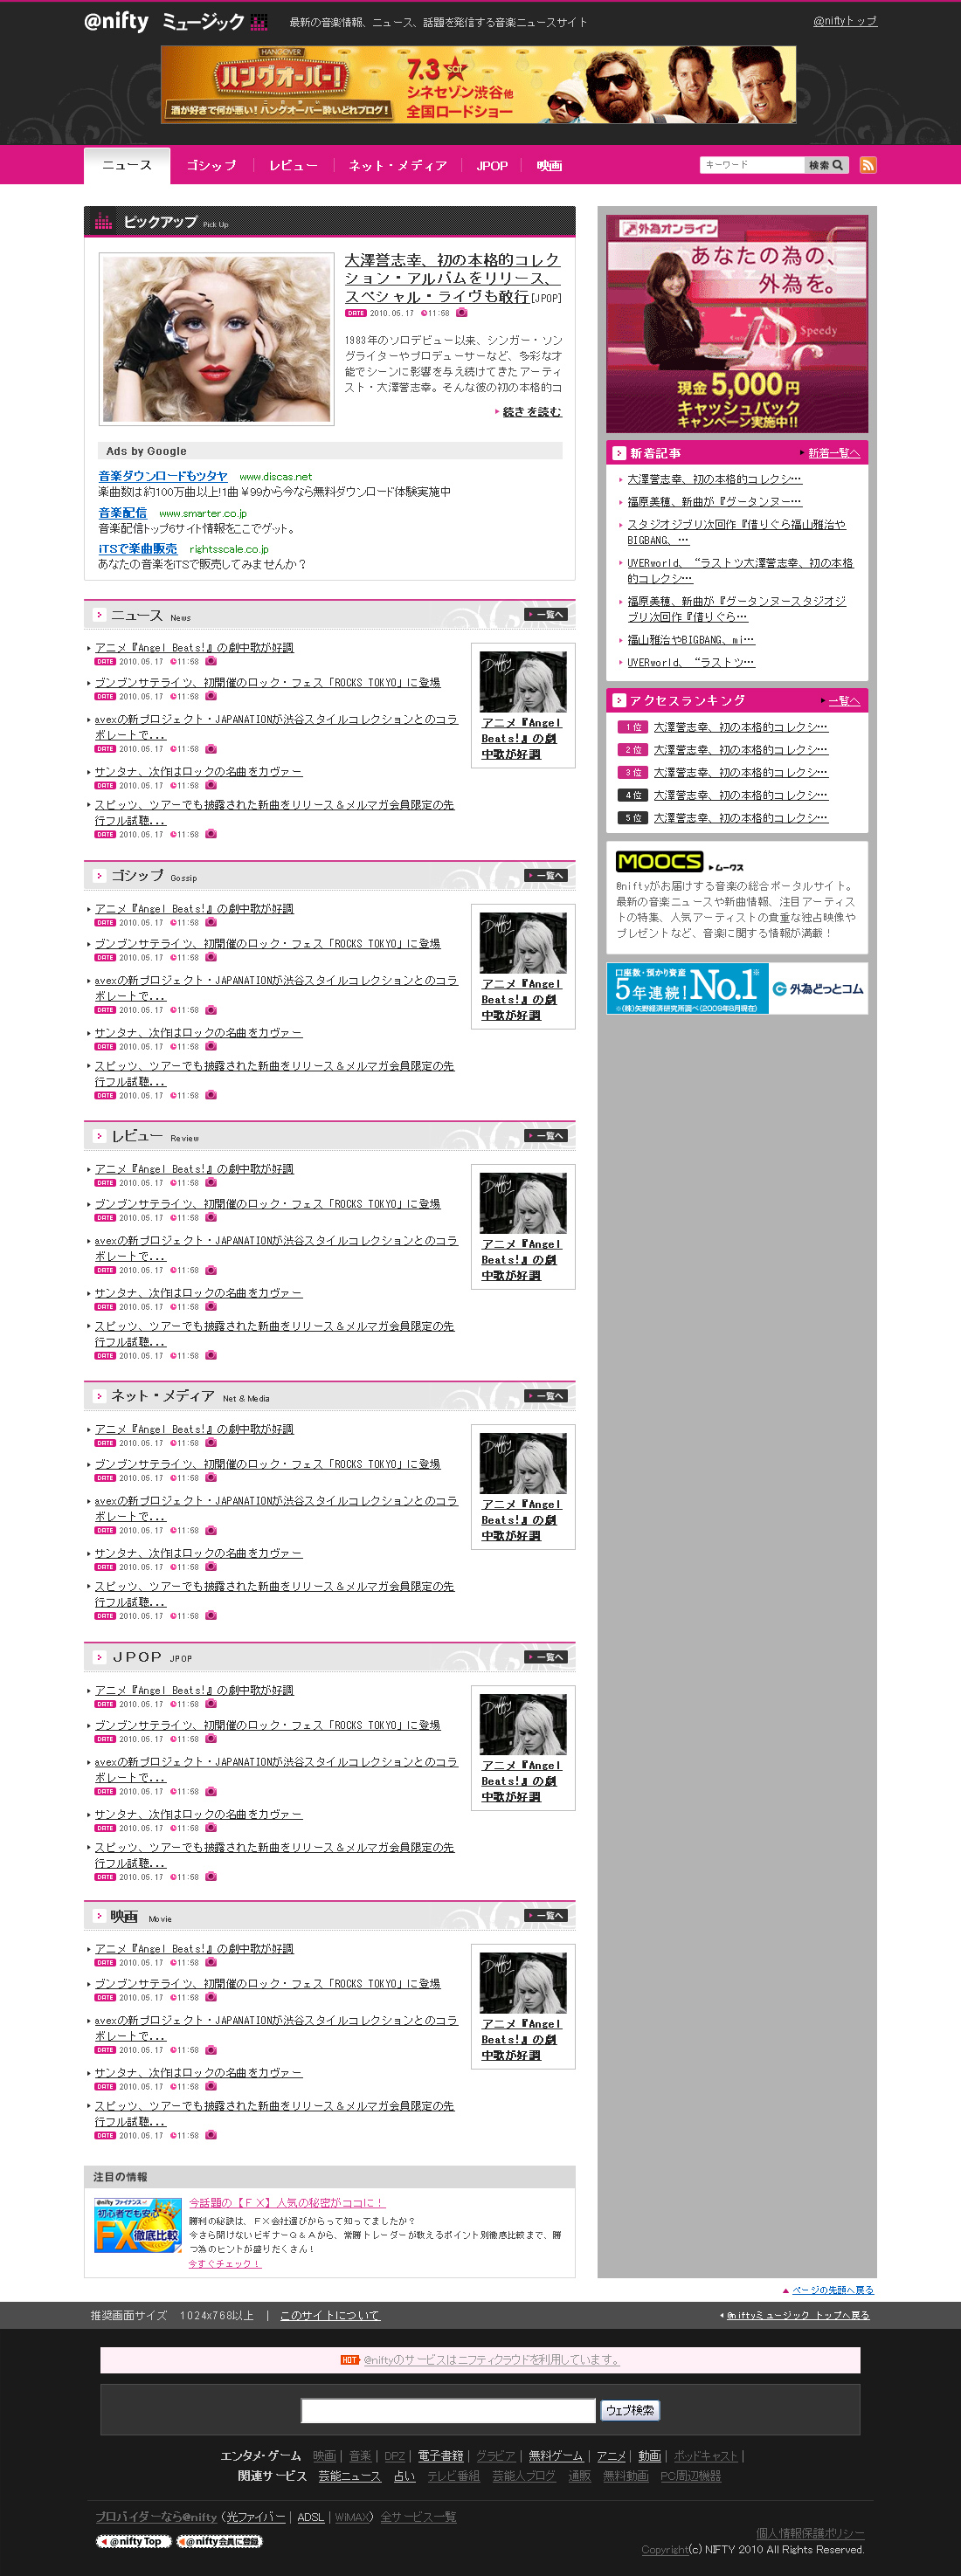 @nifty ミュージック
最新の音楽情報、ニュース、話題を発信する音楽ニュースサイト
@niftyトップ
HANGOVER
ハングオーバー!
酒が好きで何が悪い!ハングオーバー酔いどれブログ!
7.3 sat
シネセゾン渋谷他
全国ロードショー
ニュース ゴシップ レビュー ネット・メディア JPOP 映画
キーワード 検索
ピックアップ Pick Up
大澤誉志幸、初の本格的コレク
ション・アルバムをリリース、
スペシャル・ライヴも敢行[JPOP]
DATE 2010.05.17 11:58
1983年のソロデビュー以来、シンガー・ソン
グライターやプロデューサーなど、多彩な才
能でシーンに影響を与え続けてきたアーティ
スト・大澤誉志幸。そんな彼の初の本格的コ
続きを読む
Ads by Google
音楽ダウンロードもツタヤ www.discas.net
楽曲数は約100万曲以上!1曲¥99から今なら無料ダウンロード体験実施中
音楽配信 www.smarter.co.jp
音楽配信トップ6サイト情報をここでゲット。
iTSで楽曲販売 rightsscale.co.jp
あなたの音楽をiTSで販売してみませんか?
ニュース News 一覧へ
アニメ『Angel Beats!』の劇中歌が好調
DATE 2010.05.17 11:58
ブンブンサテライツ、初開催のロック・フェス「ROCKS TOKYO」に登場
DATE 2010.05.17 11:58
avexの新プロジェクト・JAPANATIONが渋谷スタイルコレクションとのコラ
ボレートで...
DATE 2010.05.17 11:58
サンタナ、次作はロックの名曲をカヴァー
DATE 2010.05.17 11:58
スピッツ、ツアーでも披露された新曲をリリース＆メルマガ会員限定の先
行フル試聴...
DATE 2010.05.17 11:58
Duffy
アニメ『Angel
Beats!』の劇
中歌が好調
ゴシップ Gossip 一覧へ
アニメ『Angel Beats!』の劇中歌が好調
DATE 2010.05.17 11:58
ブンブンサテライツ、初開催のロック・フェス「ROCKS TOKYO」に登場
DATE 2010.05.17 11:58
avexの新プロジェクト・JAPANATIONが渋谷スタイルコレクションとのコラ
ボレートで...
DATE 2010.05.17 11:58
サンタナ、次作はロックの名曲をカヴァー
DATE 2010.05.17 11:58
スピッツ、ツアーでも披露された新曲をリリース＆メルマガ会員限定の先
行フル試聴...
DATE 2010.05.17 11:58
Duffy
アニメ『Angel
Beats!』の劇
中歌が好調
レビュー Review 一覧へ
アニメ『Angel Beats!』の劇中歌が好調
DATE 2010.05.17 11:58
ブンブンサテライツ、初開催のロック・フェス「ROCKS TOKYO」に登場
DATE 2010.05.17 11:58
avexの新プロジェクト・JAPANATIONが渋谷スタイルコレクションとのコラ
ボレートで...
DATE 2010.05.17 11:58
サンタナ、次作はロックの名曲をカヴァー
DATE 2010.05.17 11:58
スピッツ、ツアーでも披露された新曲をリリース＆メルマガ会員限定の先
行フル試聴...
DATE 2010.05.17 11:58
Duffy
アニメ『Angel
Beats!』の劇
中歌が好調
ネット・メディア Net & Media 一覧へ
アニメ『Angel Beats!』の劇中歌が好調
DATE 2010.05.17 11:58
ブンブンサテライツ、初開催のロック・フェス「ROCKS TOKYO」に登場
DATE 2010.05.17 11:58
avexの新プロジェクト・JAPANATIONが渋谷スタイルコレクションとのコラ
ボレートで...
DATE 2010.05.17 11:58
サンタナ、次作はロックの名曲をカヴァー
DATE 2010.05.17 11:58
スピッツ、ツアーでも披露された新曲をリリース＆メルマガ会員限定の先
行フル試聴...
DATE 2010.05.17 11:58
Duffy
アニメ『Angel
Beats!』の劇
中歌が好調
JPOP JPOP 一覧へ
アニメ『Angel Beats!』の劇中歌が好調
DATE 2010.05.17 11:58
ブンブンサテライツ、初開催のロック・フェス「ROCKS TOKYO」に登場
DATE 2010.05.17 11:58
avexの新プロジェクト・JAPANATIONが渋谷スタイルコレクションとのコラ
ボレートで...
DATE 2010.05.17 11:58
サンタナ、次作はロックの名曲をカヴァー
DATE 2010.05.17 11:58
スピッツ、ツアーでも披露された新曲をリリース＆メルマガ会員限定の先
行フル試聴...
DATE 2010.05.17 11:58
Duffy
アニメ『Angel
Beats!』の劇
中歌が好調
映画 Movie 一覧へ
アニメ『Angel Beats!』の劇中歌が好調
DATE 2010.05.17 11:58
ブンブンサテライツ、初開催のロック・フェス「ROCKS TOKYO」に登場
DATE 2010.05.17 11:58
avexの新プロジェクト・JAPANATIONが渋谷スタイルコレクションとのコラ
ボレートで...
DATE 2010.05.17 11:58
サンタナ、次作はロックの名曲をカヴァー
DATE 2010.05.17 11:58
スピッツ、ツアーでも披露された新曲をリリース＆メルマガ会員限定の先
行フル試聴...
DATE 2010.05.17 11:58
Duffy
アニメ『Angel
Beats!』の劇
中歌が好調
注目の情報
@nifty ファイナンス
初心者でも安心
FX徹底比較
今話題の【ＦＸ】人気の秘密がココに！
勝利の秘訣は、ＦＸ会社選びからって知ってましたか？
今さら聞けないビギナーＱ＆Ａから、常勝トレーダーが教えるポイント別徹底比較まで、勝
つ為のヒントが盛りだくさん！
今すぐチェック！
外為オンライン
あなたの為の、
外為を。
Speedy
現金5,000円
キャッシュバック
キャンペーン実施中!!
新着記事 新着一覧へ
大澤誉志幸、初の本格的コレクシ…
福原美穂、新曲が『グータンヌー…
スタジオジブリ次回作『借りぐら福山雅治や
BIGBANG、…
UVERworld、“ラストツ大澤誉志幸、初の本格
的コレクシ…
福原美穂、新曲が『グータンヌースタジオジ
ブリ次回作『借りぐら…
福山雅治やBIGBANG、mi…
UVERworld、“ラストツ…
アクセスランキング 一覧へ
1位 大澤誉志幸、初の本格的コレクシ…
2位 大澤誉志幸、初の本格的コレクシ…
3位 大澤誉志幸、初の本格的コレクシ…
4位 大澤誉志幸、初の本格的コレクシ…
5位 大澤誉志幸、初の本格的コレクシ…
MOOCS ムークス
@niftyがお届けする音楽の総合ポータルサイト。
最新の音楽ニュースや新曲情報、注目アーティス
トの特集、人気アーティストの貴重な独占映像や
プレゼントなど、音楽に関する情報が満載！
口座数・預かり資産
5年連続!No.1※
※(株)矢野経済研究所調べ(2009年8月現在)
外為どっとコム
ページの先頭へ戻る
推奨画面サイズ 1024x768以上 | このサイトについて
@niftyミュージック トップへ戻る
HOT @niftyのサービスはニフティクラウドを利用しています。
ウェブ検索
エンタメ・ゲーム 映画 | 音楽 | DPZ | 電子書籍 | グラビア | 無料ゲーム | アニメ | 動画 | ポッドキャスト |
関連サービス 芸能ニュース 占い テレビ番組 芸能人ブログ 通販 無料動画 PC周辺機器
プロバイダーなら@nifty (光ファイバー | ADSL | WiMAX) 全サービス一覧
@nifty Top @nifty会員に登録
個人情報保護ポリシー
Copyright(c) NIFTY 2010 All Rights Reserved.